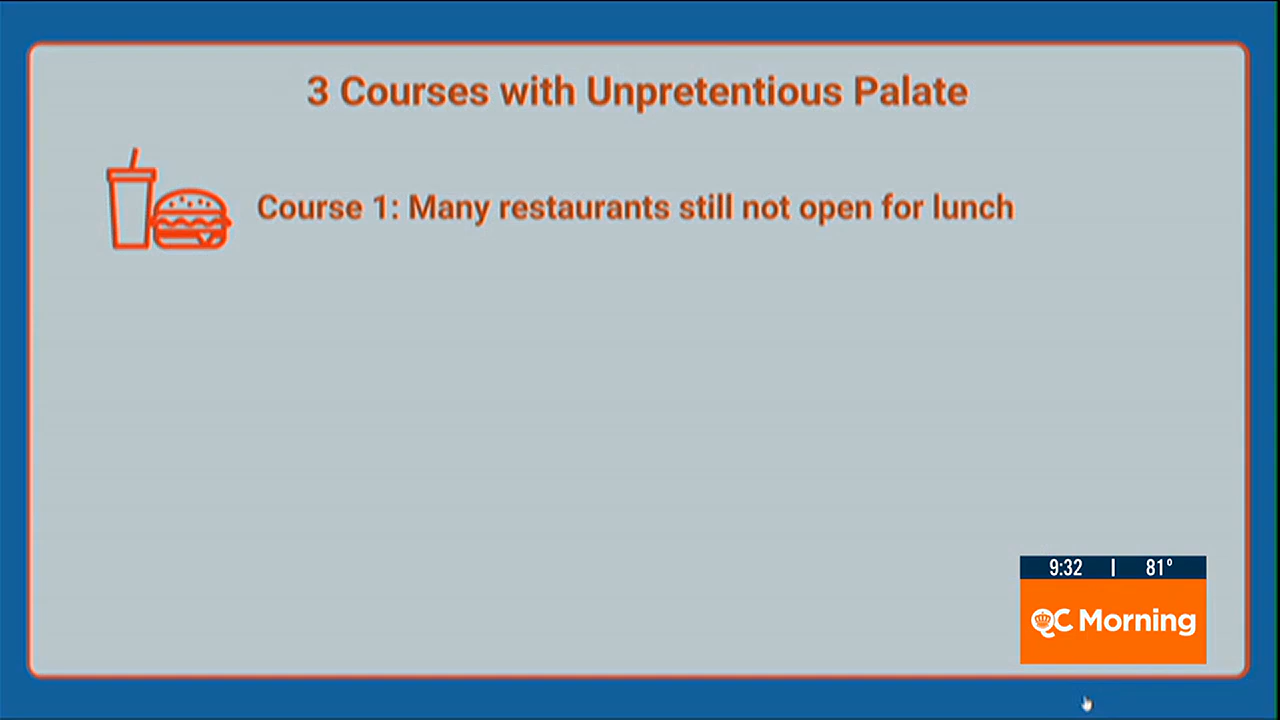 3 Courses with Unpretentious Palate
Course 1: Many restaurants still not open for lunch
9:32 | 81°
QC Morning